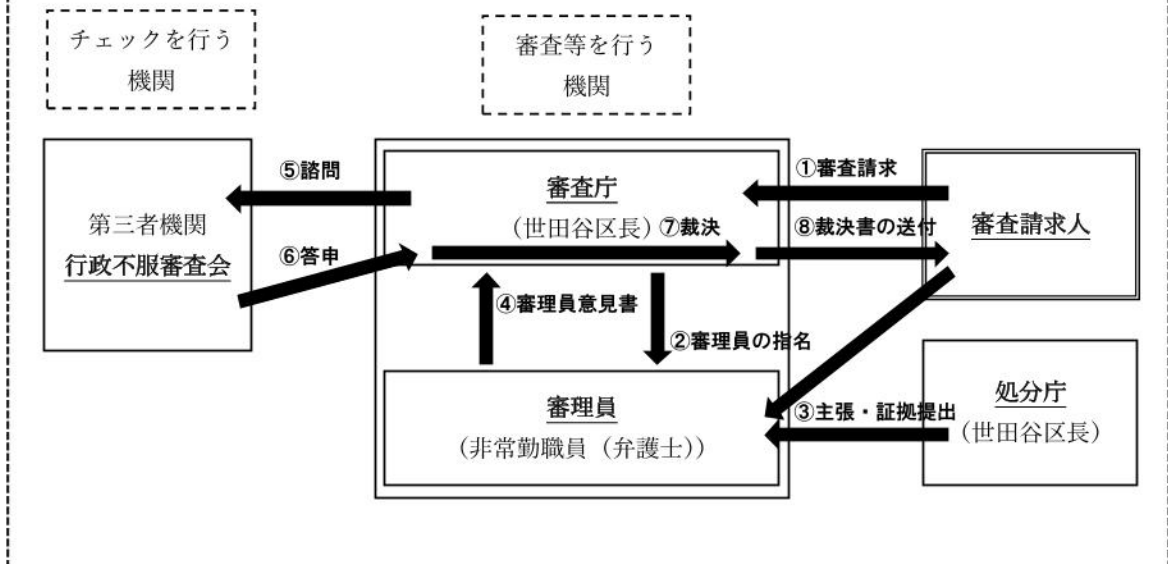 チェックを行う
機関
審査等を行う
機関
⑤諮問
①審査請求
審査庁
（世田谷区長）
⑦裁決
⑧裁決書の送付
審査請求人
第三者機関
行政不服審査会
⑥答申
④審理員意見書
②審理員の指名
審理員
（非常勤職員（弁護士））
③主張・証拠提出
処分庁
（世田谷区長）